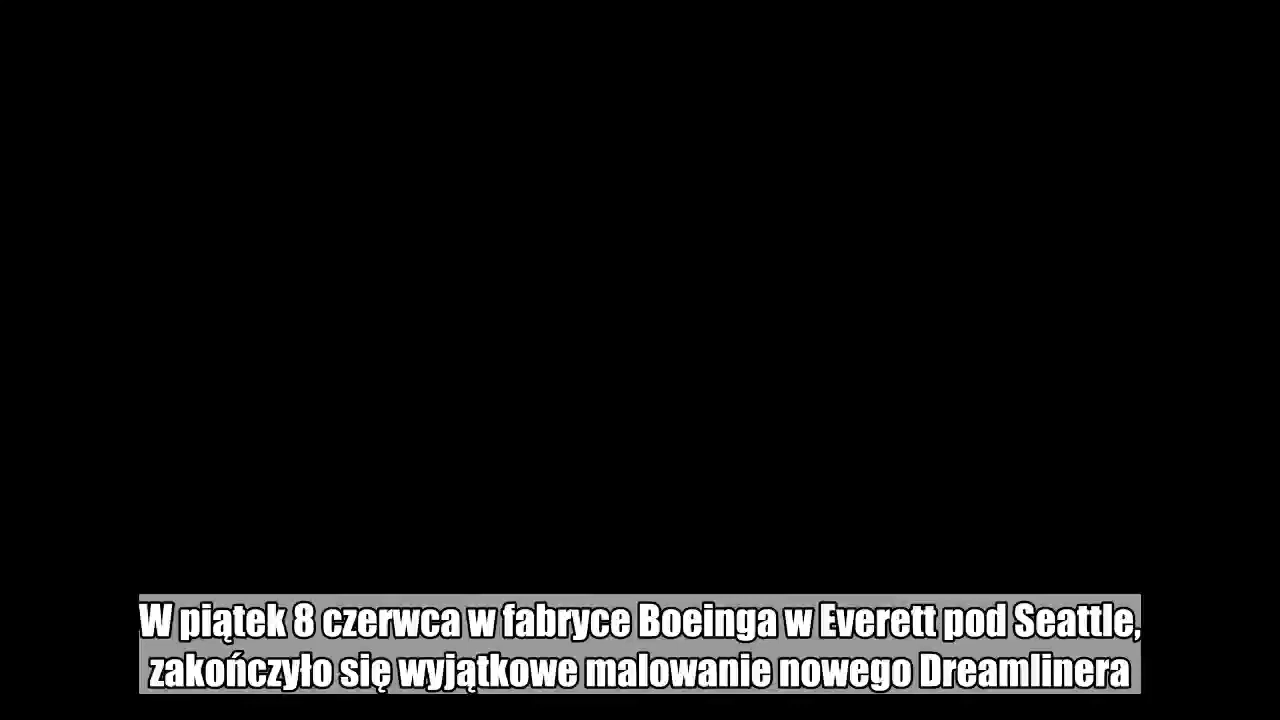 W piątek 8 czerwca w fabryce Boeinga w Everett pod Seattle,
zakończyło się wyjątkowe malowanie nowego Dreamlinera